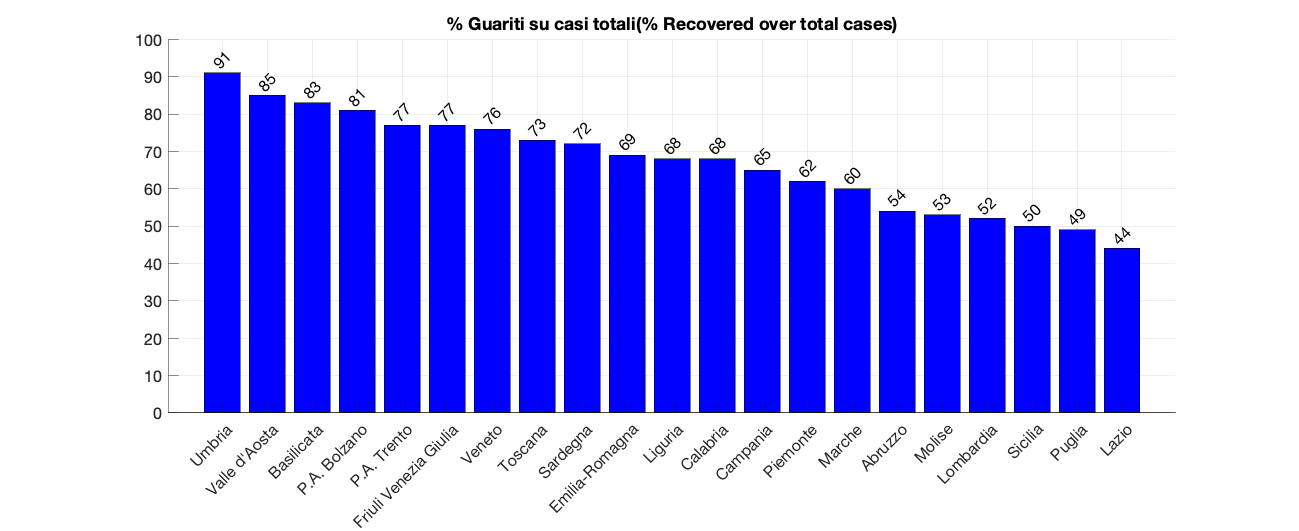 % Guariti su casi totali(% Recovered over total cases)
100
90
80
70
60
50
40
30
20
10
0
91
85
83
81
77
77
76
73
72
69
68
68
65
62
60
54
53
52
50
49
44
Umbria
Valle d'Aosta
Basilicata
P.A. Bolzano
P.A. Trento
Friuli Venezia Giulia
Veneto
Toscana
Sardegna
Emilia-Romagna
Liguria
Calabria
Campania
Piemonte
Marche
Abruzzo
Molise
Lombardia
Sicilia
Puglia
Lazio